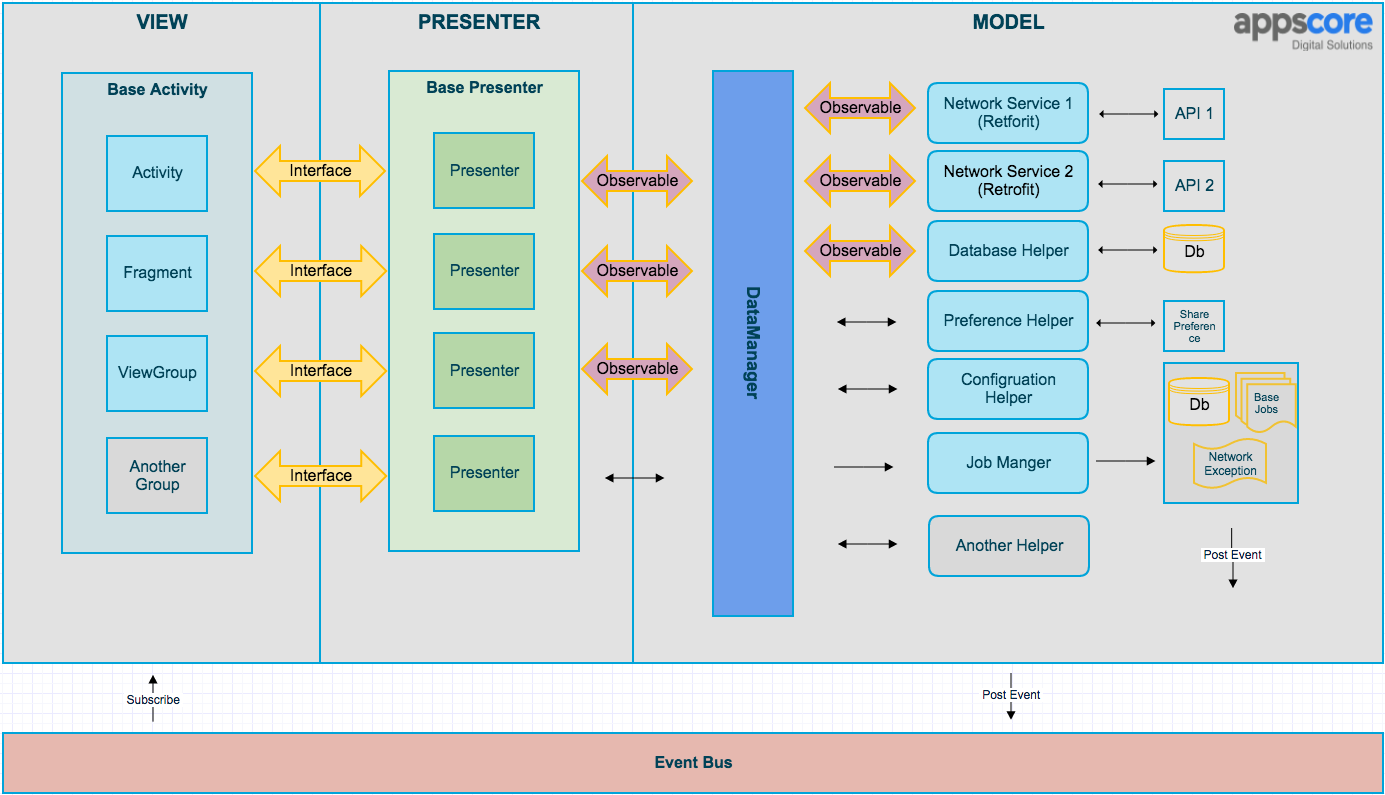 VIEW
PRESENTER
MODEL
appscore
Digital Solutions
Base Activity
Activity
Fragment
ViewGroup
Another
Group
Interface
Interface
Interface
Interface
Base Presenter
Presenter
Presenter
Presenter
Presenter
Observable
Observable
Observable
DataManager
Observable
Observable
Observable
Network Service 1
(Retforit)
Network Service 2
(Retrofit)
Database Helper
Preference Helper
Configruation
Helper
Job Manger
Another Helper
API 1
API 2
Db
Share
Preferen
ce
Db
Base
Jobs
Network
Exception
Post Event
Subscribe
Post Event
Event Bus